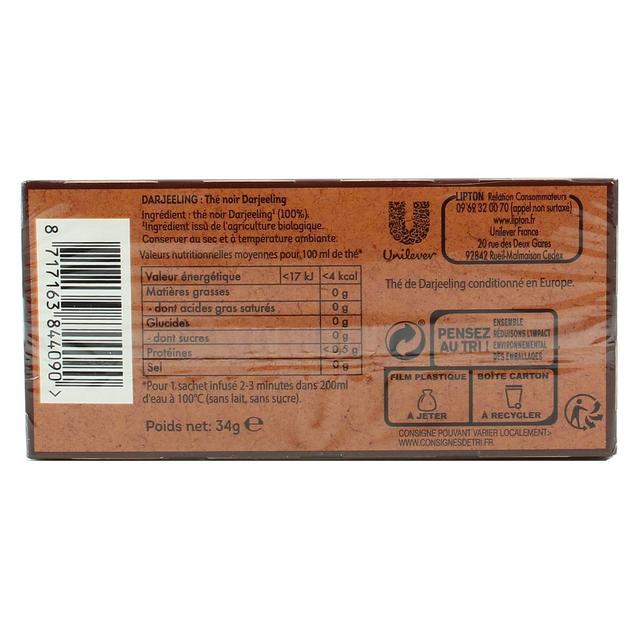 8 717163 844090 >
DARJEELING : Thé noir Darjeeling
Ingrédient : thé noir Darjeeling¹ (100%).
¹Ingrédient issu de l'agriculture biologique.
Conserver au sec et à température ambiante.
Valeurs nutritionnelles moyennes pour 100 ml de thé*
Valeur énergétique <17 kJ <4 kcal
Matières grasses 0 g
- dont acides gras saturés 0 g
Glucides 0 g
- dont sucres 0 g
Protéines < 0,5 g
Sel 0 g
*Pour 1 sachet infusé 2-3 minutes dans 200ml
d'eau à 100°C (sans lait, sans sucre).
Poids net: 34g ℮
Unilever
LIPTON Relation Consommateurs
09 69 32 00 70 (appel non surtaxé)
www.lipton.fr
Unilever France
20 rue des Deux Gares
92842 Rueil-Malmaison Cedex
Thé de Darjeeling conditionné en Europe.
PENSEZ
AU TRI !
ENSEMBLE
RÉDUISONS L'IMPACT
ENVIRONNEMENTAL
DES EMBALLAGES
FILM PLASTIQUE
À JETER
BOÎTE CARTON
À RECYCLER
CONSIGNE POUVANT VARIER LOCALEMENT>
WWW.CONSIGNESDETRI.FR